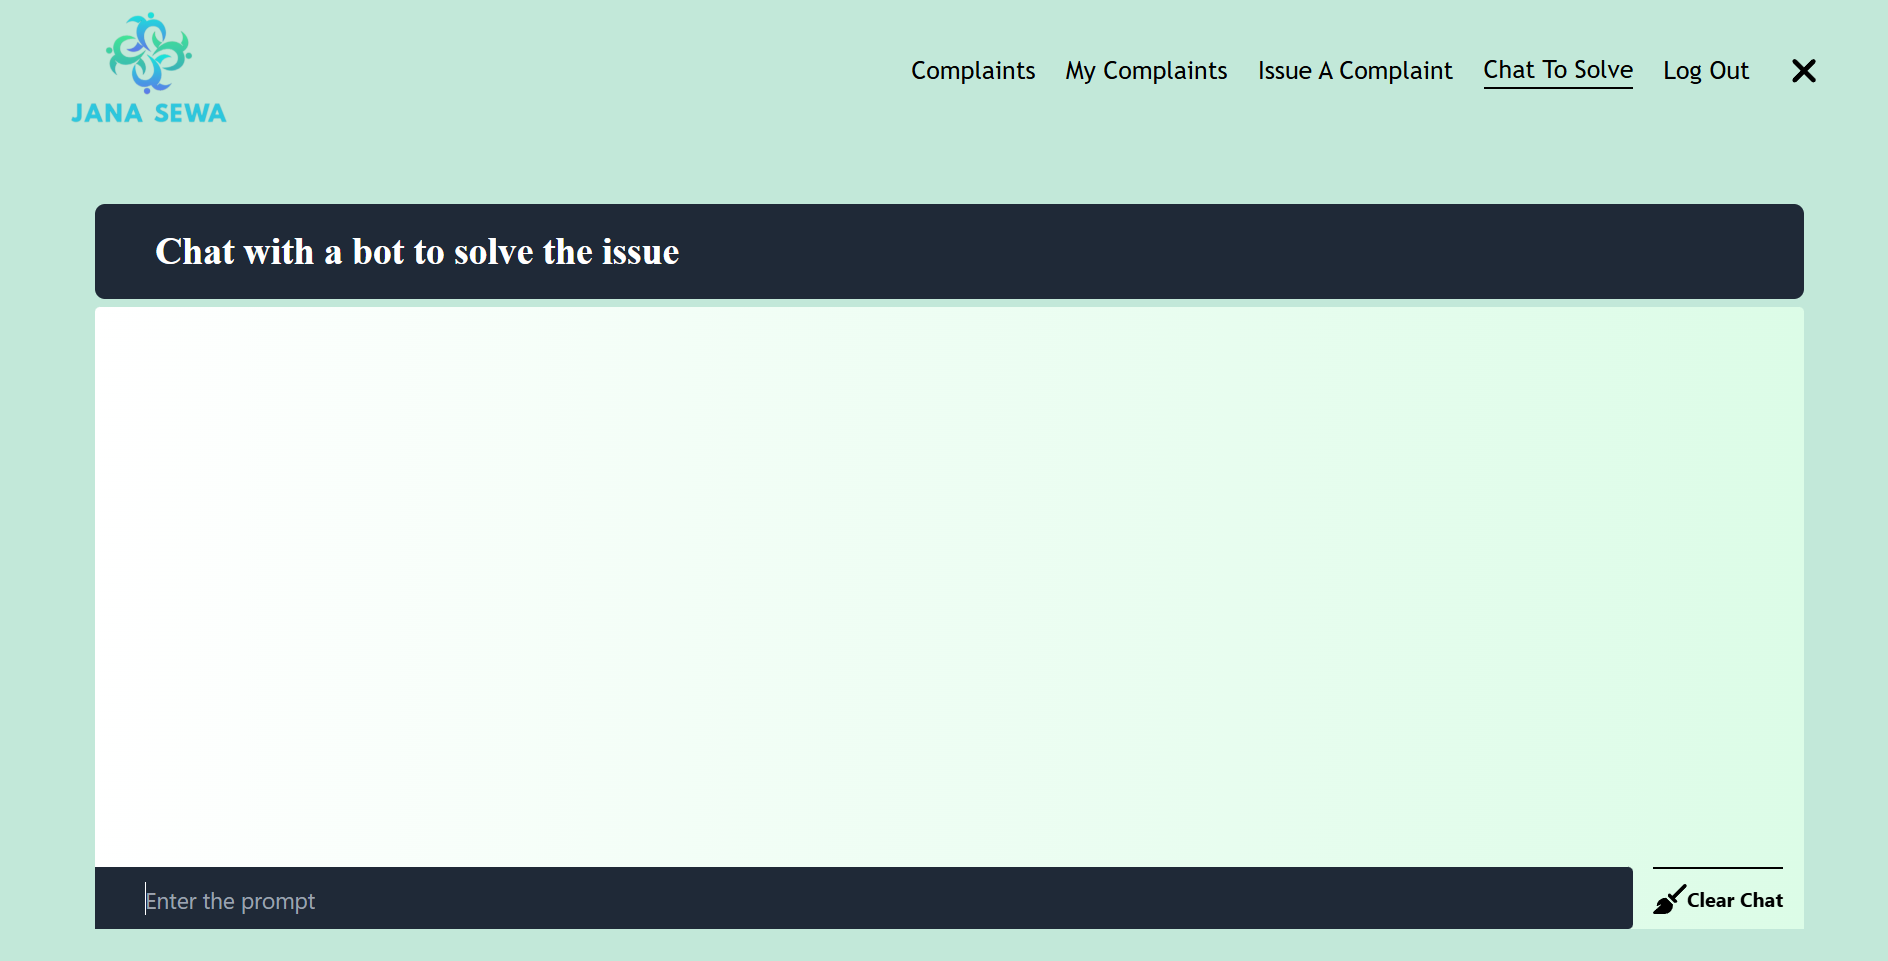 JANA SEWA
Complaints My Complaints Issue A Complaint Chat To Solve Log Out
Chat with a bot to solve the issue
Enter the prompt
Clear Chat